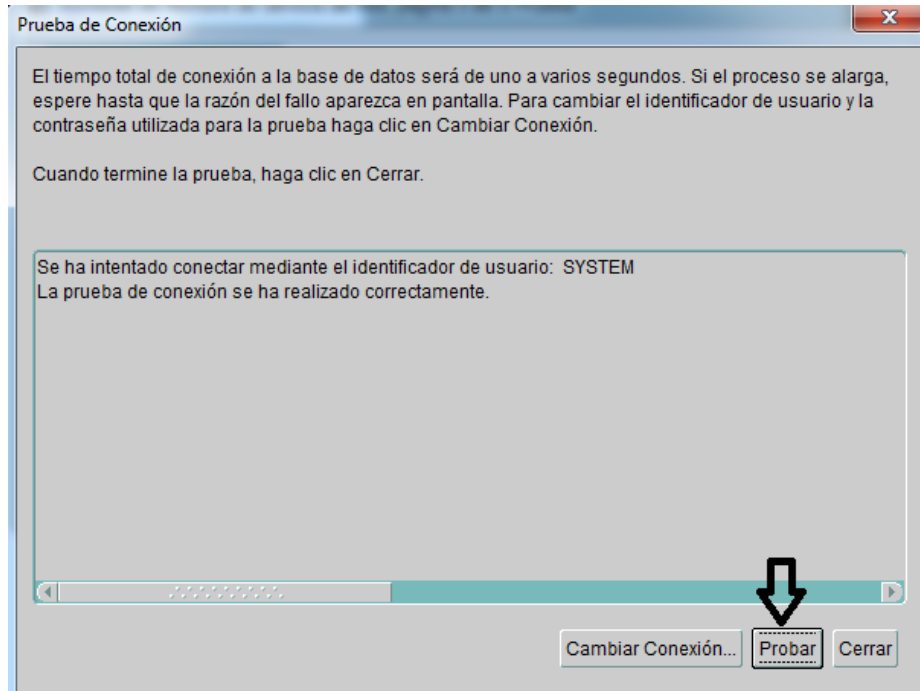 Prueba de Conexión
El tiempo total de conexión a la base de datos será de uno a varios segundos. Si el proceso se alarga,
espere hasta que la razón del fallo aparezca en pantalla. Para cambiar el identificador de usuario y la
contraseña utilizada para la prueba haga clic en Cambiar Conexión.
Cuando termine la prueba, haga clic en Cerrar.
Se ha intentado conectar mediante el identificador de usuario: SYSTEM
La prueba de conexión se ha realizado correctamente.
Cambiar Conexión... Probar Cerrar